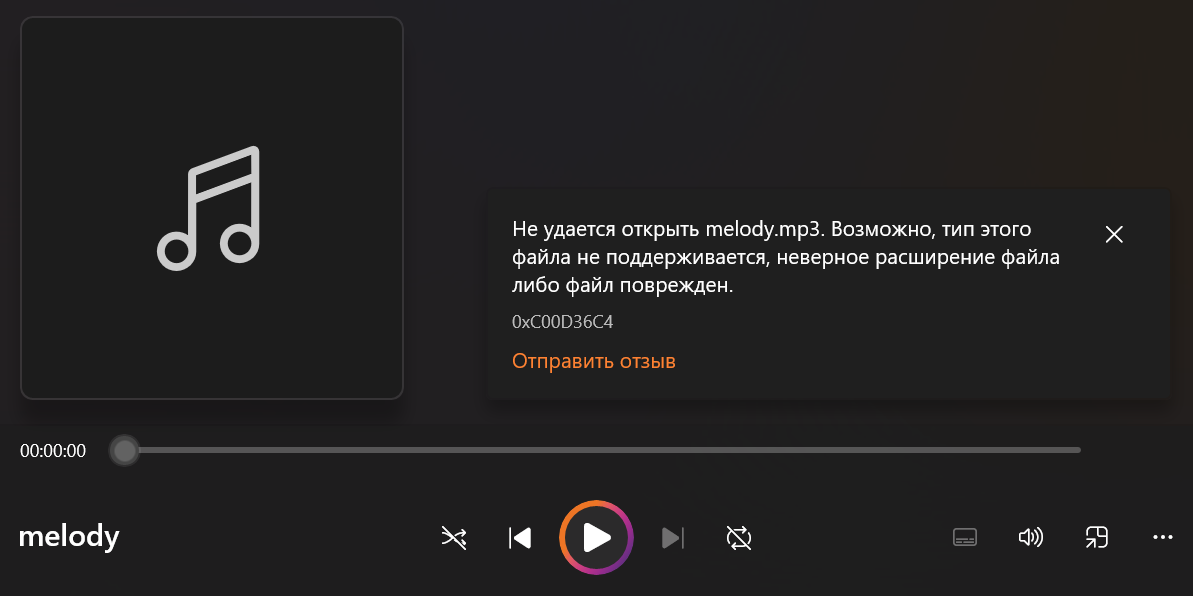 Не удается открыть melody.mp3. Возможно, тип этого
файла не поддерживается, неверное расширение файла
либо файл поврежден.
0xC00D36C4
Отправить отзыв
00:00:00
melody